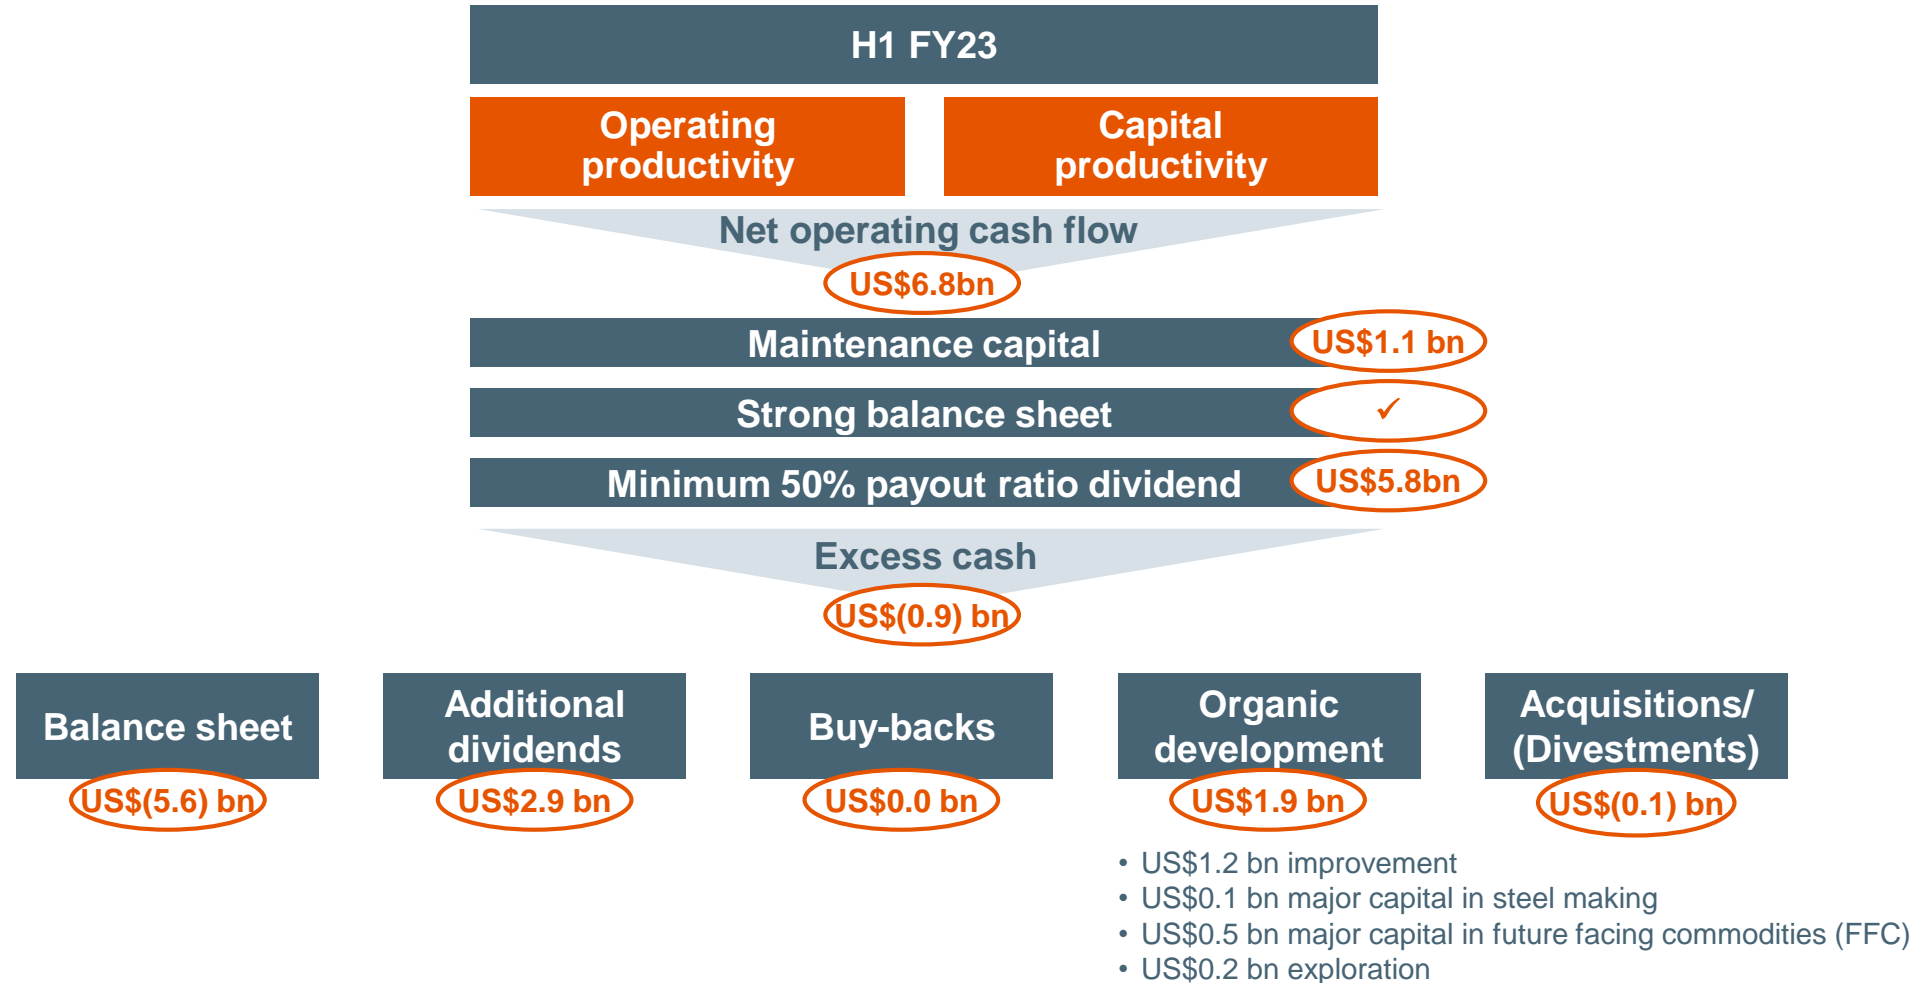 H1 FY23
Operating
productivity
Capital
productivity
Net operating cash flow
US$6.8bn
Maintenance capital
US$1.1 bn
Strong balance sheet
✓
Minimum 50% payout ratio dividend
US$5.8bn
Excess cash
US$(0.9) bn
Balance sheet
US$(5.6) bn
Additional
dividends
US$2.9 bn
Buy-backs
US$0.0 bn
Organic
development
US$1.9 bn
Acquisitions/
(Divestments)
US$(0.1) bn
• US$1.2 bn improvement
• US$0.1 bn major capital in steel making
• US$0.5 bn major capital in future facing commodities (FFC)
• US$0.2 bn exploration